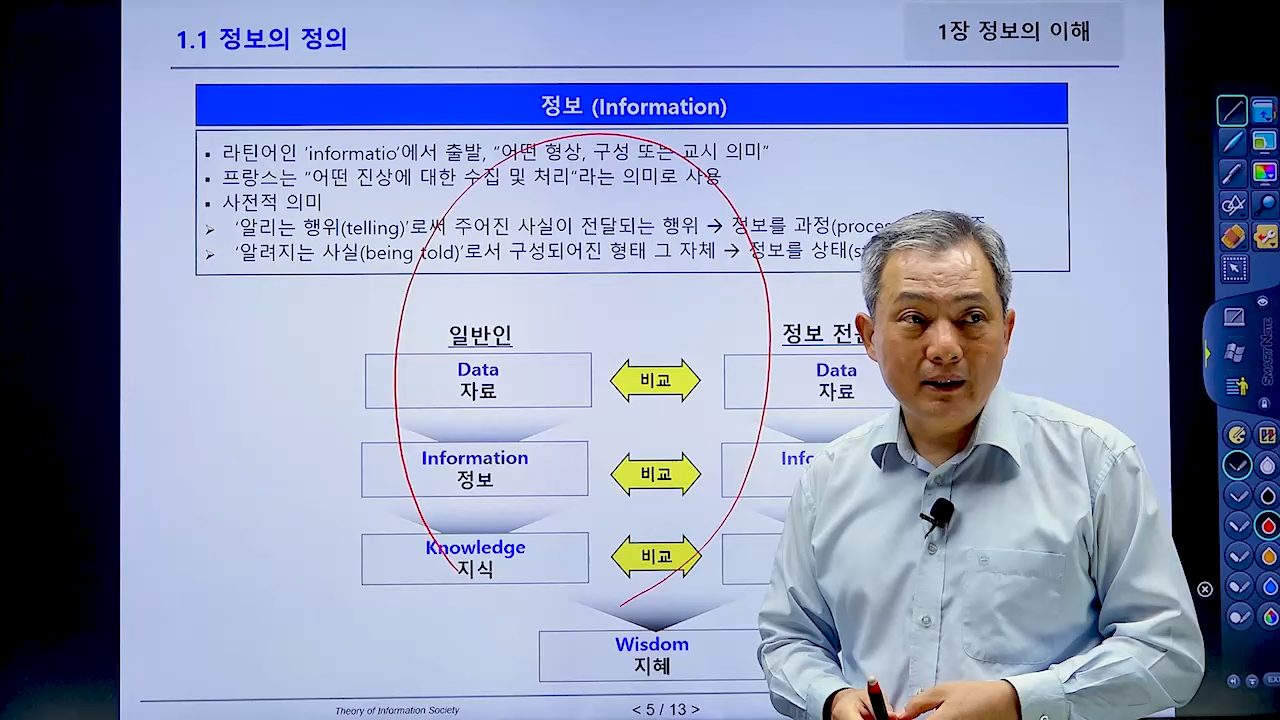 1.1 정보의 정의
1장 정보의 이해
정보 (Information)
▪ 라틴어인 'informatio'에서 출발, "어떤 형상, 구성 또는 교시 의미"
▪ 프랑스는 "어떤 진상에 대한 수집 및 처리"라는 의미로 사용
▪ 사전적 의미
➢ '알리는 행위(telling)'로써 주어진 사실이 전달되는 행위 → 정보를 과정(proces
➢ '알려지는 사실(being told)'로서 구성되어진 형태 그 자체 → 정보를 상태(s
일반인
정보 전
Data
자료
비교
Data
자료
Information
정보
비교
Info
Knowledge
지식
비교
Wisdom
지혜
Theory of Information Society
< 5 / 13 >
SMART NOTE